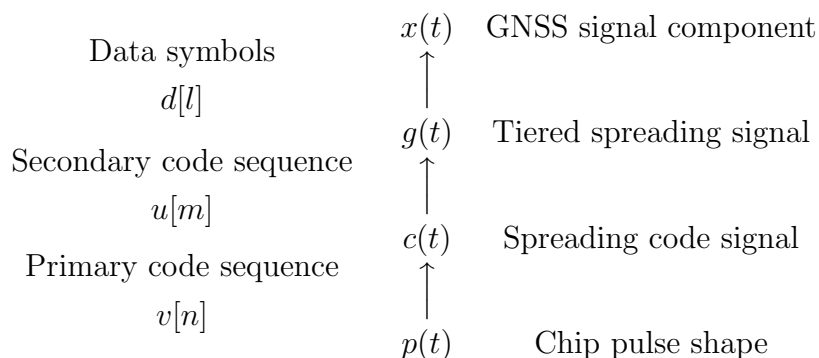 x(t) GNSS signal component
Data symbols
d[l]
g(t) Tiered spreading signal
Secondary code sequence
u[m]
c(t) Spreading code signal
Primary code sequence
v[n]
p(t) Chip pulse shape